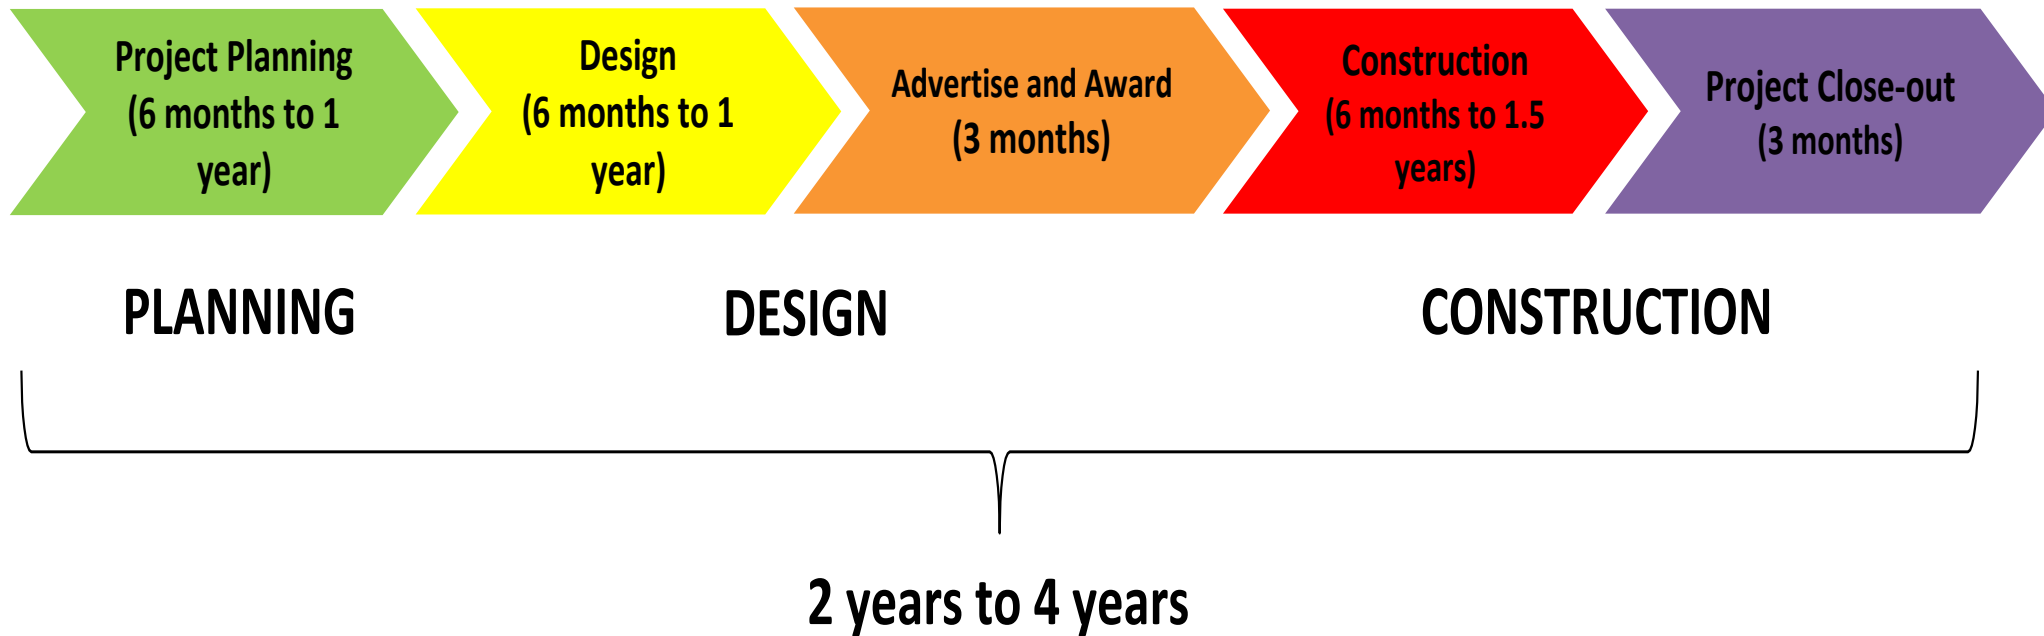 Project Planning
(6 months to 1
year)
Design
(6 months to 1
year)
Advertise and Award
(3 months)
Construction
(6 months to 1.5
years)
Project Close-out
(3 months)
PLANNING
DESIGN
CONSTRUCTION
2 years to 4 years